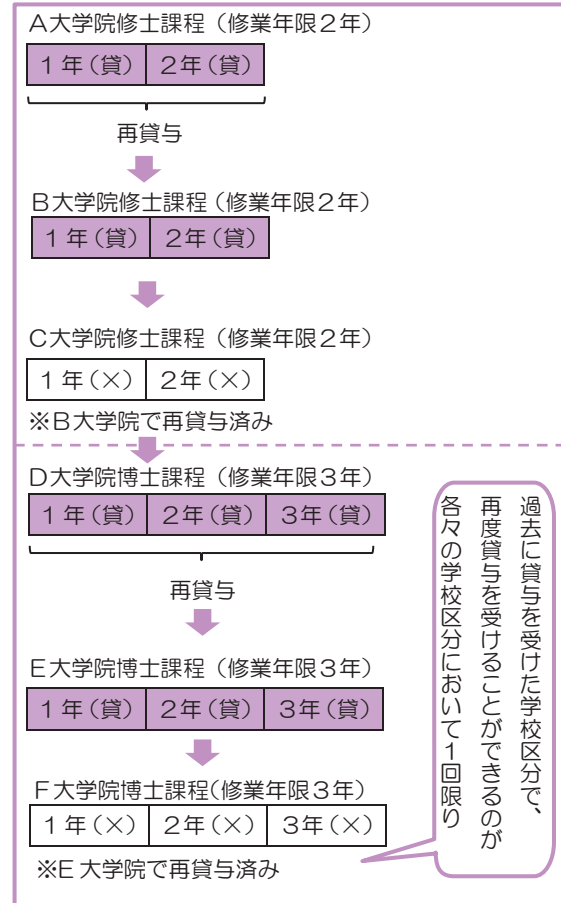 A大学院修士課程（修業年限2年）
1年（貸） 2年（貸）
再貸与
B大学院修士課程（修業年限2年）
1年（貸） 2年（貸）
C大学院修士課程（修業年限2年）
1年（×） 2年（×）
※B大学院で再貸与済み
D大学院博士課程（修業年限3年）
1年（貸） 2年（貸） 3年（貸）
再貸与
E大学院博士課程（修業年限3年）
1年（貸） 2年（貸） 3年（貸）
F大学院博士課程(修業年限3年）
1年（×） 2年（×） 3年（×）
※E大学院で再貸与済み
過去に貸与を受けた学校区分で、
再度貸与を受けることができるのが
各々の学校区分において1回限り